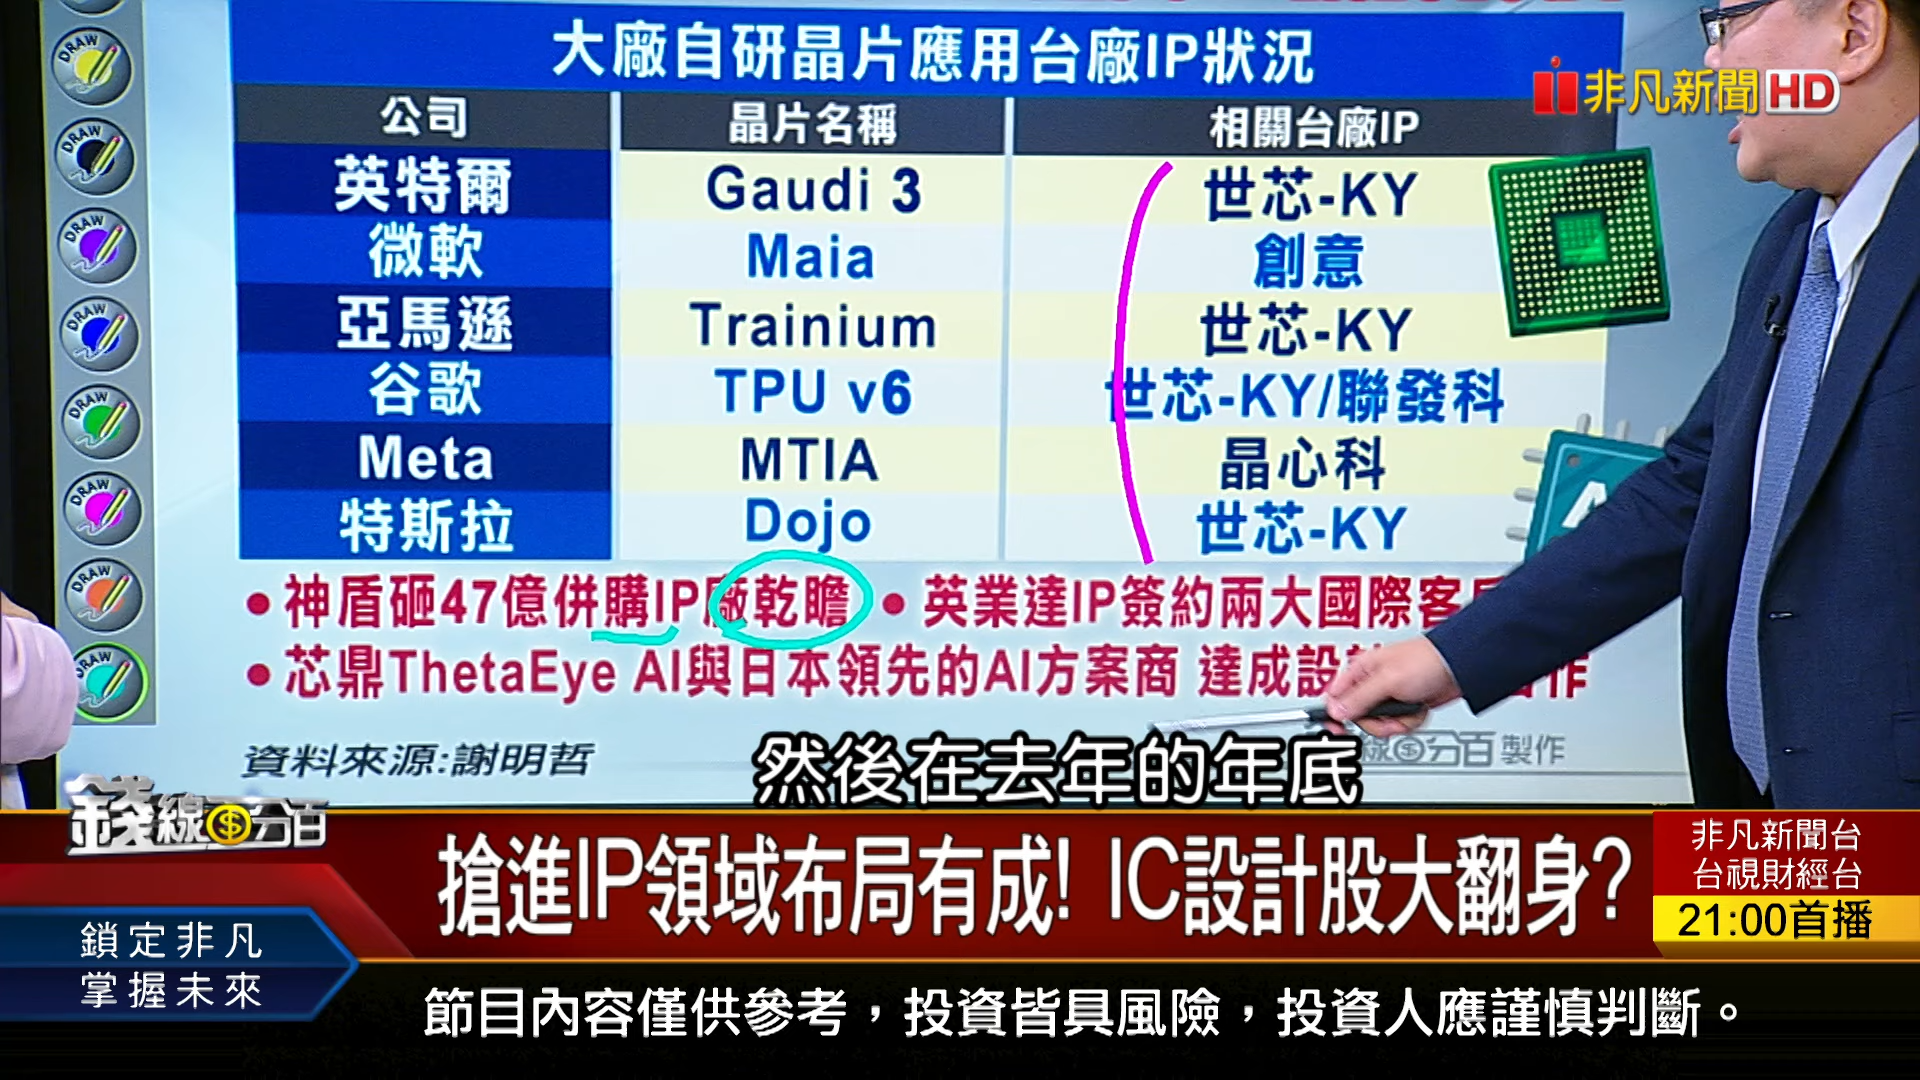 大廠自研晶片應用台廠IP狀況
非凡新聞HD
公司 晶片名稱 相關台廠IP
英特爾 Gaudi 3 世芯-KY
微軟 Maia 創意
亞馬遜 Trainium 世芯-KY
谷歌 TPU v6 世芯-KY/聯發科
Meta MTIA 晶心科
特斯拉 Dojo 世芯-KY
DRAW
DRAW
DRAW
DRAW
DRAW
DRAW
DRAW
DRAW
•神盾砸47億併購IP廠乾瞻 •英業達IP簽約兩大國際客
•芯鼎ThetaEye AI與日本領先的AI方案商 達成設 作
資料來源:謝明哲
線分百製作
然後在去年的年底
錢線分百
搶進IP領域布局有成! IC設計股大翻身?
非凡新聞台
台視財經台
21:00首播
鎖定非凡
掌握未來
節目內容僅供參考，投資皆具風險，投資人應謹慎判斷。